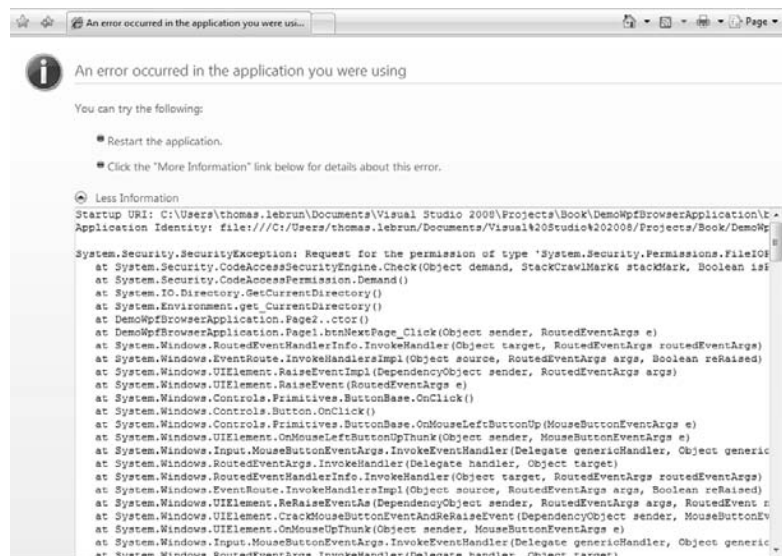 An error occurred in the application you were usi...
Page
An error occurred in the application you were using
You can try the following:
Restart the application.
Click the "More Information" link below for details about this error.
Less Information
Startup URI: C:\Users\thomas.lebrun\Documents\Visual Studio 2008\Projects\Book\DemoWpfBrowserApplication\b
Application Identity: file:///C:/Users/thomas.lebrun/Documents/Visual%20Studio%202008/Projects/Book/DemoWp
System.Security.SecurityException: Request for the permission of type 'System.Security.Permissions.FileIOP
at System.Security.CodeAccessSecurityEngine.Check(Object demand, StackCrawlMark& stackMark, Boolean isP
at System.Security.CodeAccessPermission.Demand()
at System.IO.Directory.GetCurrentDirectory()
at System.Environment.get_CurrentDirectory()
at DemoWpfBrowserApplication.Page2..ctor()
at DemoWpfBrowserApplication.Page1.btnNextPage_Click(Object sender, RoutedEventArgs e)
at System.Windows.RoutedEventHandlerInfo.InvokeHandler(Object target, RoutedEventArgs routedEventArgs)
at System.Windows.EventRoute.InvokeHandlersImpl(Object source, RoutedEventArgs args, Boolean reRaised)
at System.Windows.UIElement.RaiseEventImpl(DependencyObject sender, RoutedEventArgs args)
at System.Windows.UIElement.RaiseEvent(RoutedEventArgs e)
at System.Windows.Controls.Primitives.ButtonBase.OnClick()
at System.Windows.Controls.Button.OnClick()
at System.Windows.Controls.Primitives.ButtonBase.OnMouseLeftButtonUp(MouseButtonEventArgs e)
at System.Windows.UIElement.OnMouseLeftButtonUpThunk(Object sender, MouseButtonEventArgs e)
at System.Windows.Input.MouseButtonEventArgs.InvokeEventHandler(Delegate genericHandler, Object generic
at System.Windows.RoutedEventArgs.InvokeHandler(Delegate handler, Object target)
at System.Windows.RoutedEventHandlerInfo.InvokeHandler(Object target, RoutedEventArgs routedEventArgs)
at System.Windows.EventRoute.InvokeHandlersImpl(Object source, RoutedEventArgs args, Boolean reRaised)
at System.Windows.UIElement.ReRaiseEventAs(DependencyObject sender, RoutedEventArgs args, RoutedEvent n
at System.Windows.UIElement.CrackMouseButtonEventAndReRaiseEvent(DependencyObject sender, MouseButtonEv
at System.Windows.UIElement.OnMouseUpThunk(Object sender, MouseButtonEventArgs e)
at System.Windows.Input.MouseButtonEventArgs.InvokeEventHandler(Delegate genericHandler, Object generic
at System.Windows.RoutedEventArgs.InvokeHandler(Delegate handler, Object target)